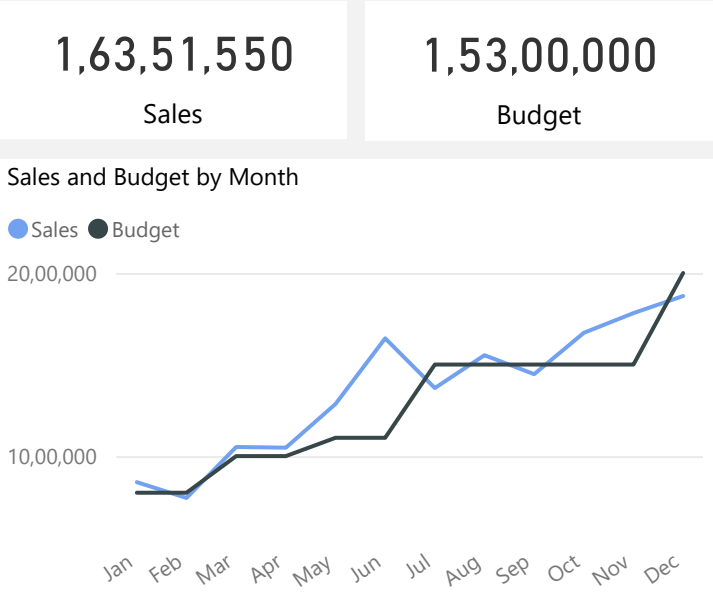 1,63,51,550
Sales
1,53,00,000
Budget
Sales and Budget by Month
Sales Budget
20,00,000
10,00,000
Jan Feb Mar Apr May Jun Jul Aug Sep Oct Nov Dec